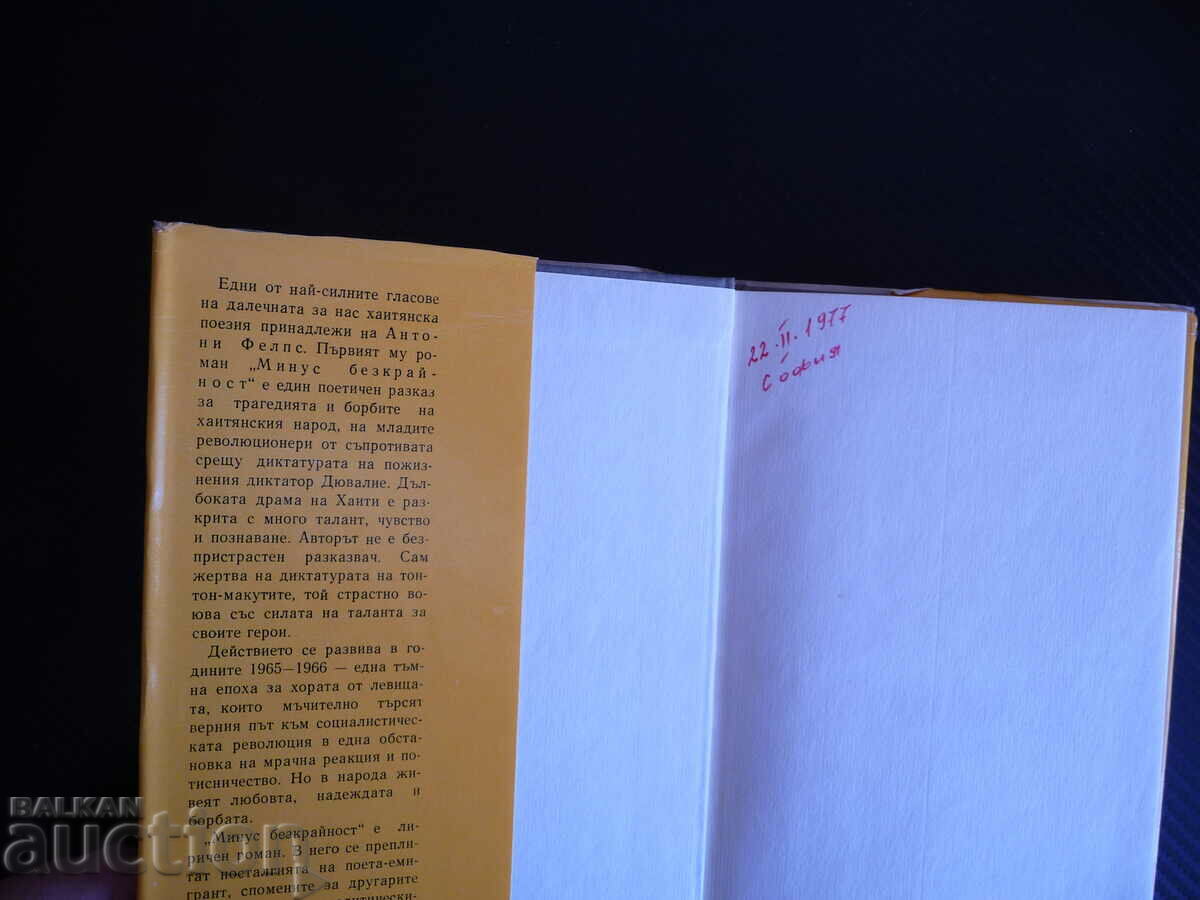 Едни от най-силните гласове
на далечната за нас хаитянска
поезия принадлежи на Анто-
ни Фелпс. Първият му ро-
ман „Минус безкрай-
ност“ е един поетичен разказ
за трагедията и борбите на
хаитянския народ, на младите
революционери от съпротивата
срещу диктатурата на пожиз-
нения диктатор Дювалие. Дъл-
боката драма на Хаити е раз-
крита с много талант, чувство
и познаване. Авторът не е без-
пристрастен разказвач. Сам
жертва на диктатурата на тон-
тон-макутите, той страстно во-
юва със силата на таланта за
своите герои.
Действието се развива в го-
дините 1965—1966 — една тъм-
на епоха за хората от левица-
та, които мъчително търсят
верния път към социалистичес-
ката революция в една обста-
новка на мрачна реакция и по-
тисничество. Но в народа жи-
веят любовта, надеждата и
борбата.
„Минус безкрайност“ е ли-
ричен роман. В него се препли-
тат носталгията на поета-еми-
грант, спомените за другарите
22.II.1977
София
BALKAN
auction